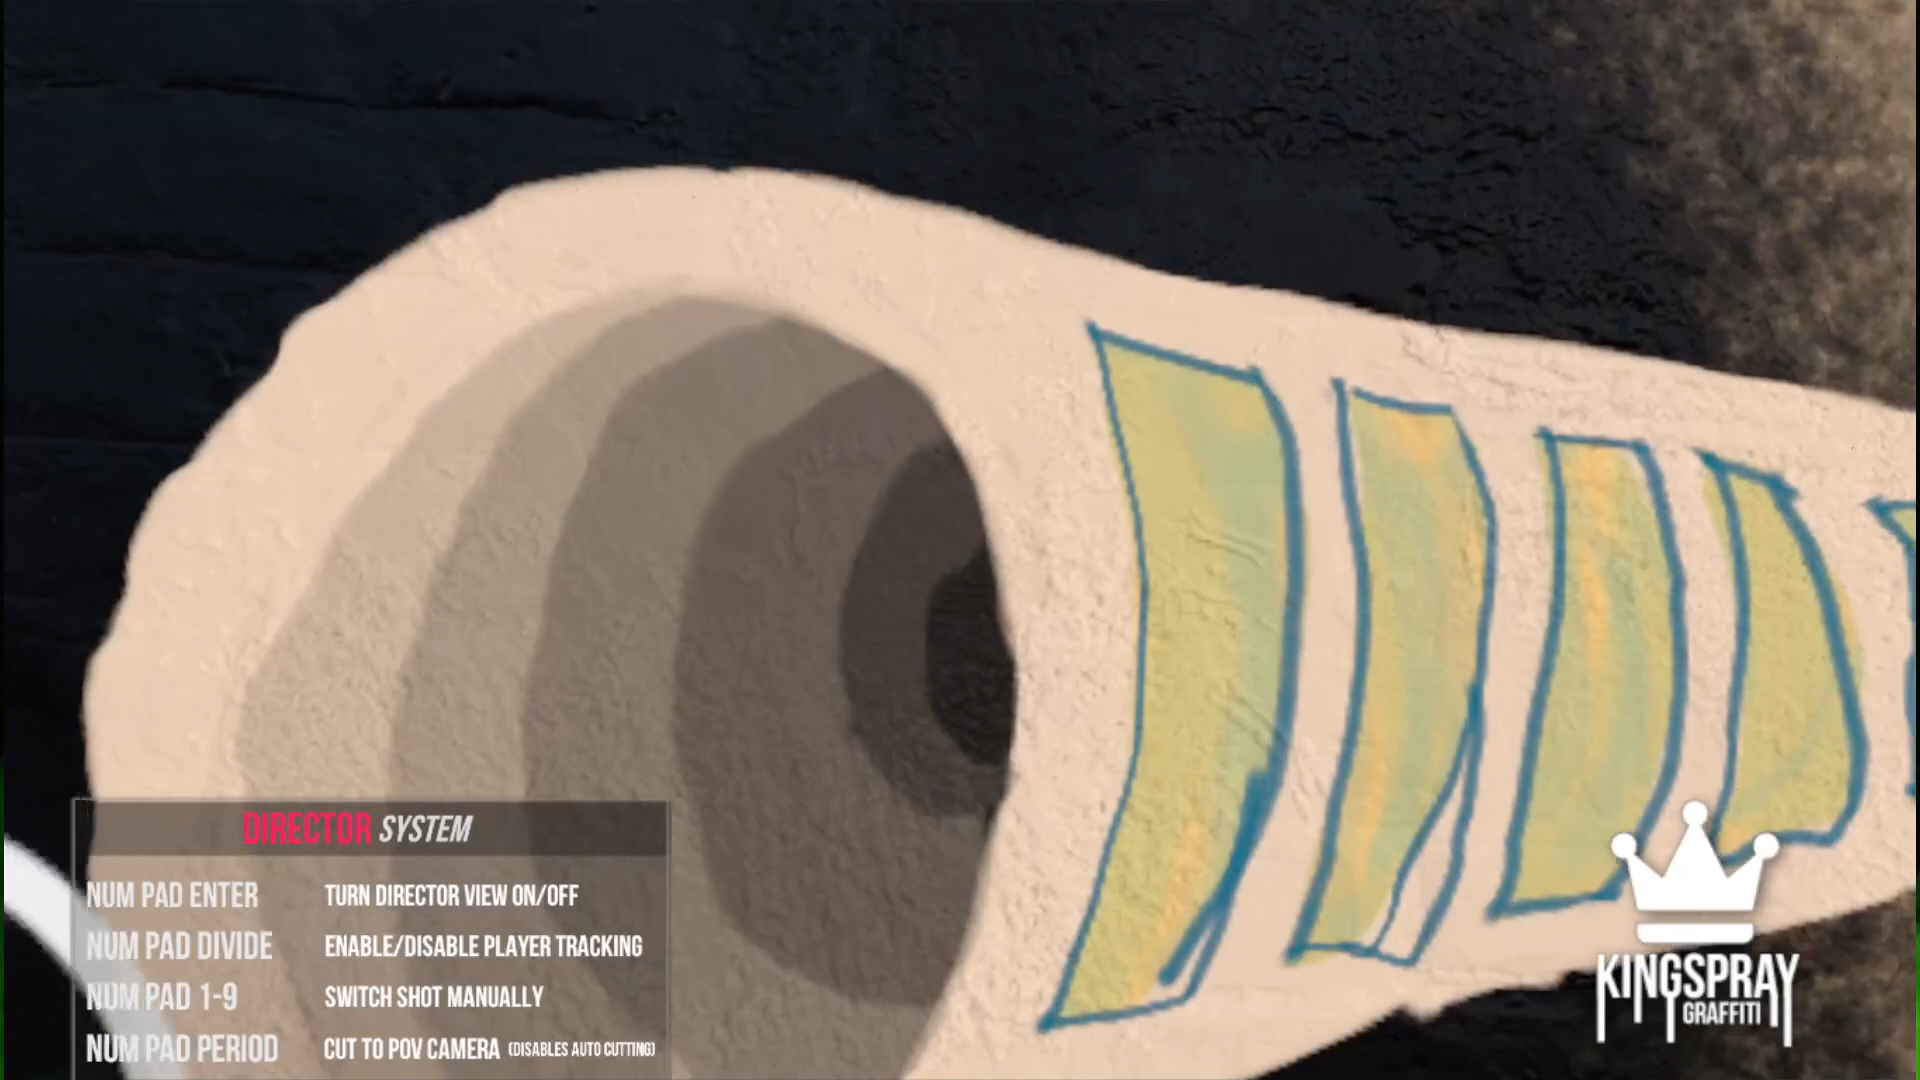 DIRECTOR SYSTEM
NUM PAD ENTER TURN DIRECTOR VIEW ON/OFF
NUM PAD DIVIDE ENABLE/DISABLE PLAYER TRACKING
NUM PAD 1-9 SWITCH SHOT MANUALLY
NUM PAD PERIOD CUT TO POV CAMERA (DISABLES AUTO CUTTING)
KINGSPRAY
GRAFFITI